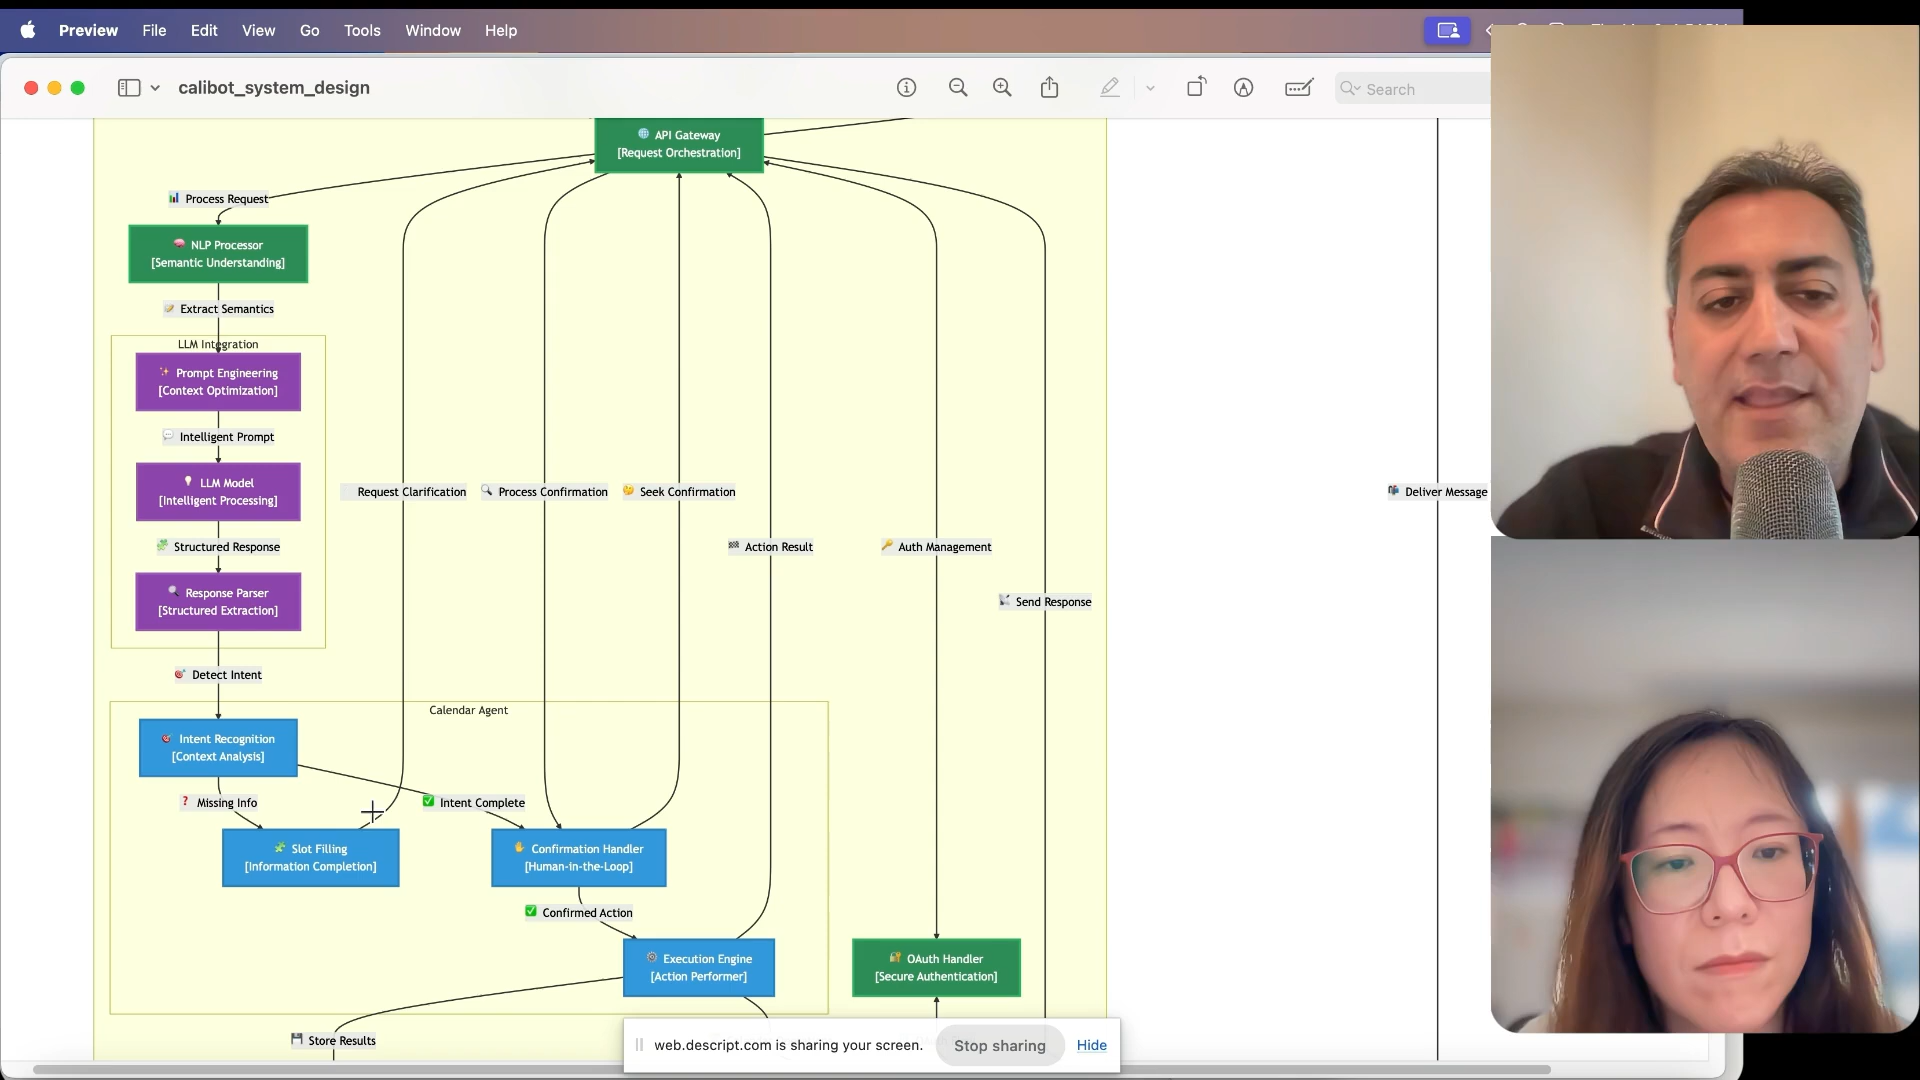 Preview File Edit View Go Tools Window Help
calibot_system_design
Search
API Gateway
[Request Orchestration]
Process Request
NLP Processor
[Semantic Understanding]
Extract Semantics
LLM Integration
Prompt Engineering
[Context Optimization]
Intelligent Prompt
LLM Model
[Intelligent Processing]
Request Clarification
Process Confirmation
Seek Confirmation
Deliver Message
Structured Response
Action Result
Auth Management
Response Parser
[Structured Extraction]
Send Response
Detect Intent
Calendar Agent
Intent Recognition
[Context Analysis]
Missing Info
Intent Complete
Slot Filling
[Information Completion]
Confirmation Handler
[Human-in-the-Loop]
Confirmed Action
Execution Engine
[Action Performer]
OAuth Handler
[Secure Authentication]
Store Results
web.descript.com is sharing your screen.
Stop sharing
Hide